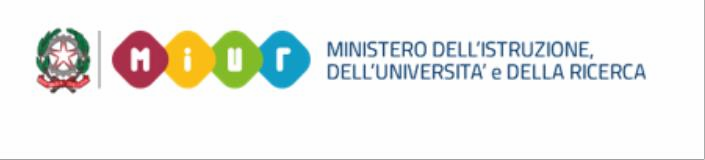 MIUR
MINISTERO DELL'ISTRUZIONE,
DELL'UNIVERSITA' e DELLA RICERCA